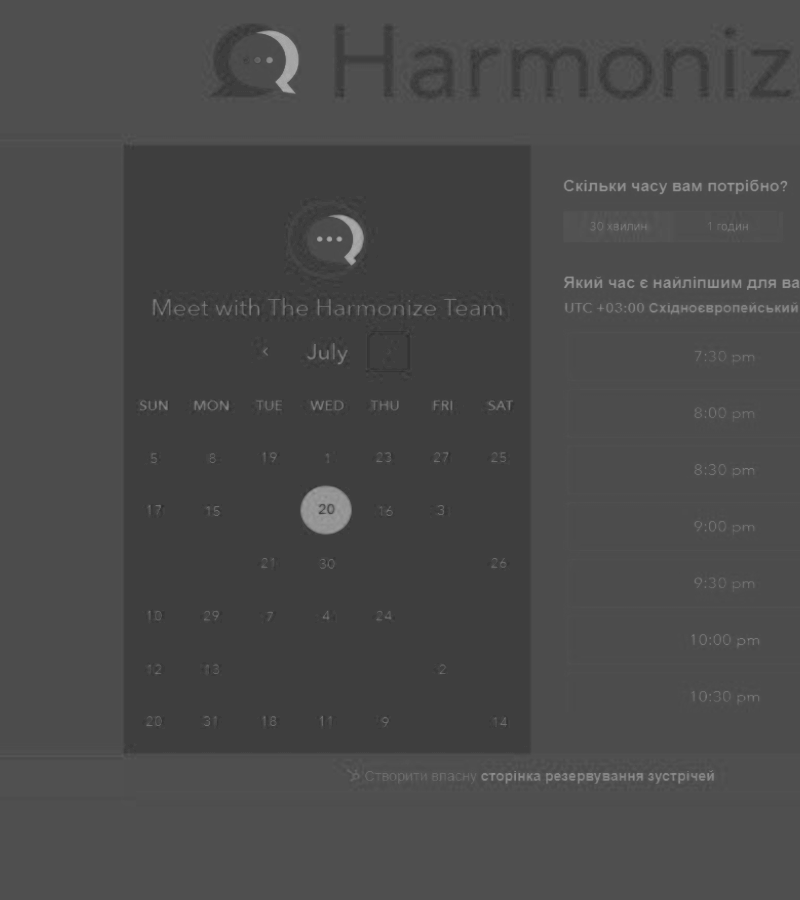 Harmoniz
Meet with The Harmonize Team
‹ July ›
SUN MON TUE WED THU FRI SAT
5 8 19 1 23 27 25
17 15 20 16 3
21 30 26
18 29 7 4 24
12 13 2
28 31 18 11 9 14
Скільки часу вам потрібно?
30 хвилин 1 годин
Який час є найліпшим для ва
UTC +03:00 Східноєвропейський
7:30 pm
8:00 pm
8:30 pm
9:00 pm
9:30 pm
10:00 pm
10:30 pm
Створити власну сторінка резервування зустрічей